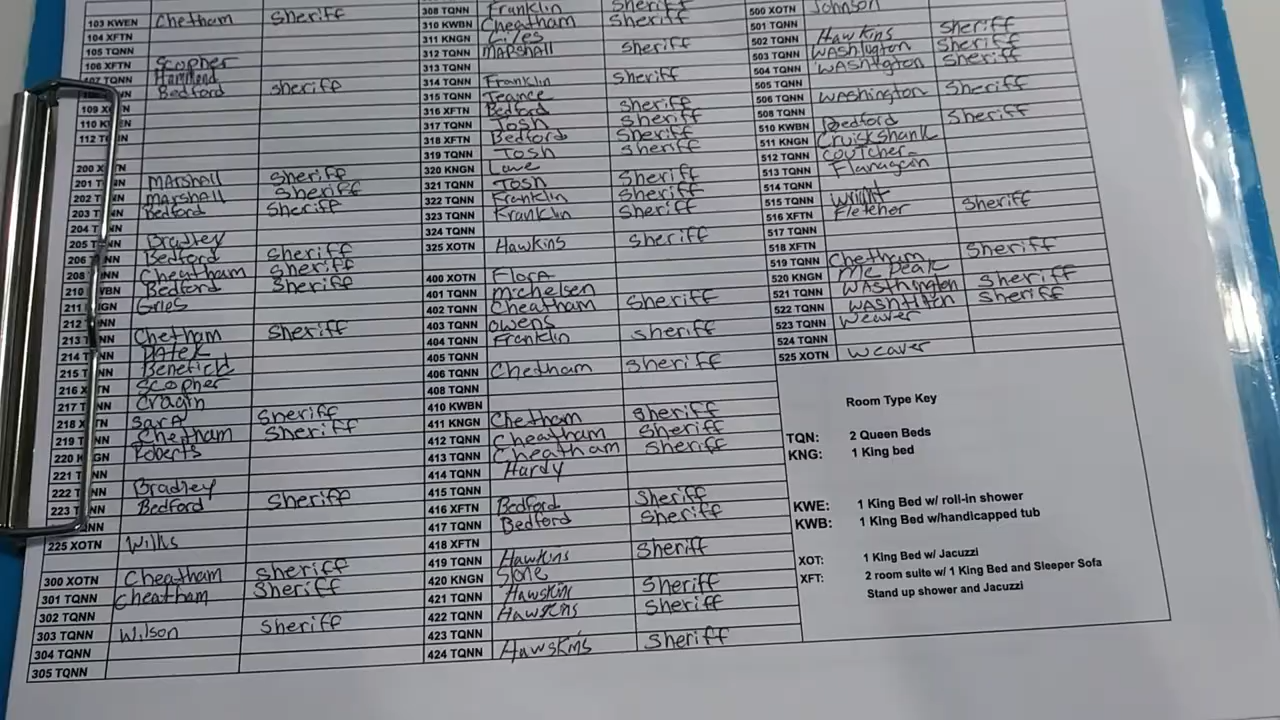 103 KWEN Chetham Sheriff
104 XFTN
105 TQNN
106 XFTN Scopher
Hammond
Bedford sheriff
109
110
112
200
201 MARShAll Sheriff
202 MARShAll Sheriff
203 Bedford Sheriff
204
205 Bradley
206 Bedford Sheriff
208 Cheatham Sheriff
210 Bedford Sheriff
211 Grios
212
213 Chetham Sheriff
214 PATEL
215 Benefich
216 Scopher
217 Cragin
218 SarA Sheriff
219 Chetham Sheriff
220 Roberts
221
222 Bradley
223 Bedford Sheriff
225 XOTN Wilks
300 XOTN Cheatham Sheriff
301 TQNN Cheatham Sheriff
302 TQNN
303 TQNN Wilson Sheriff
304 TQNN
305 TQNN
308 TQNN Franklin Sheriff
310 KWBN Cheatham Sheriff
311 KNGN
312 TQNN MARShAll Sheriff
313 TQNN
314 TQNN Franklin Sheriff
315 TQNN
316 XFTN Bedford Sheriff
317 TQNN Tosh Sheriff
318 XFTN Bedford Sheriff
319 TQNN Tosh Sheriff
320 KNGN Lowe
321 TQNN Tosh Sheriff
322 TQNN Franklin Sheriff
323 TQNN Franklin Sheriff
324 TQNN
325 XOTN Hawkins Sheriff
400 XOTN FlorA
401 TQNN Michelsen
402 TQNN Cheatham Sheriff
403 TQNN Owens
404 TQNN Franklin Sheriff
405 TQNN
406 TQNN Chetham Sheriff
408 TQNN
410 KWBN
411 KNGN Chetham Sheriff
412 TQNN Cheatham Sheriff
413 TQNN Cheatham Sheriff
414 TQNN Hardy
415 TQNN
416 XFTN Bedford Sheriff
417 TQNN Bedford Sheriff
418 XFTN
419 TQNN Hawkins Sheriff
420 KNGN
421 TQNN Hawskins Sheriff
422 TQNN Hawskins Sheriff
423 TQNN
424 TQNN Hawskins Sheriff
500 XOTN Johnson
501 TQNN
502 TQNN Hawkins Sheriff
503 TQNN WAShington Sheriff
504 TQNN WAShtgton Sheriff
505 TQNN
506 TQNN WAShington Sheriff
508 TQNN
510 KWBN Bedford Sheriff
511 KNGN Cruickshank
512 TQNN Coutcher
513 TQNN Flanagan
514 TQNN
515 TQNN Wright
516 XFTN Fletcher Sheriff
517 TQNN
518 XFTN
519 TQNN Chetham Sheriff
520 KNGN Mc peak
521 TQNN WASthington Sheriff
522 TQNN Sheriff
523 TQNN Weaver
524 TQNN
525 XOTN Weaver
Room Type Key
TQN: 2 Queen Beds
KNG: 1 King bed
KWE: 1 King Bed w/ roll-in shower
KWB: 1 King Bed w/handicapped tub
XOT: 1 King Bed w/ Jacuzzi
XFT: 2 room suite w/ 1 King Bed and Sleeper Sofa
Stand up shower and Jacuzzi